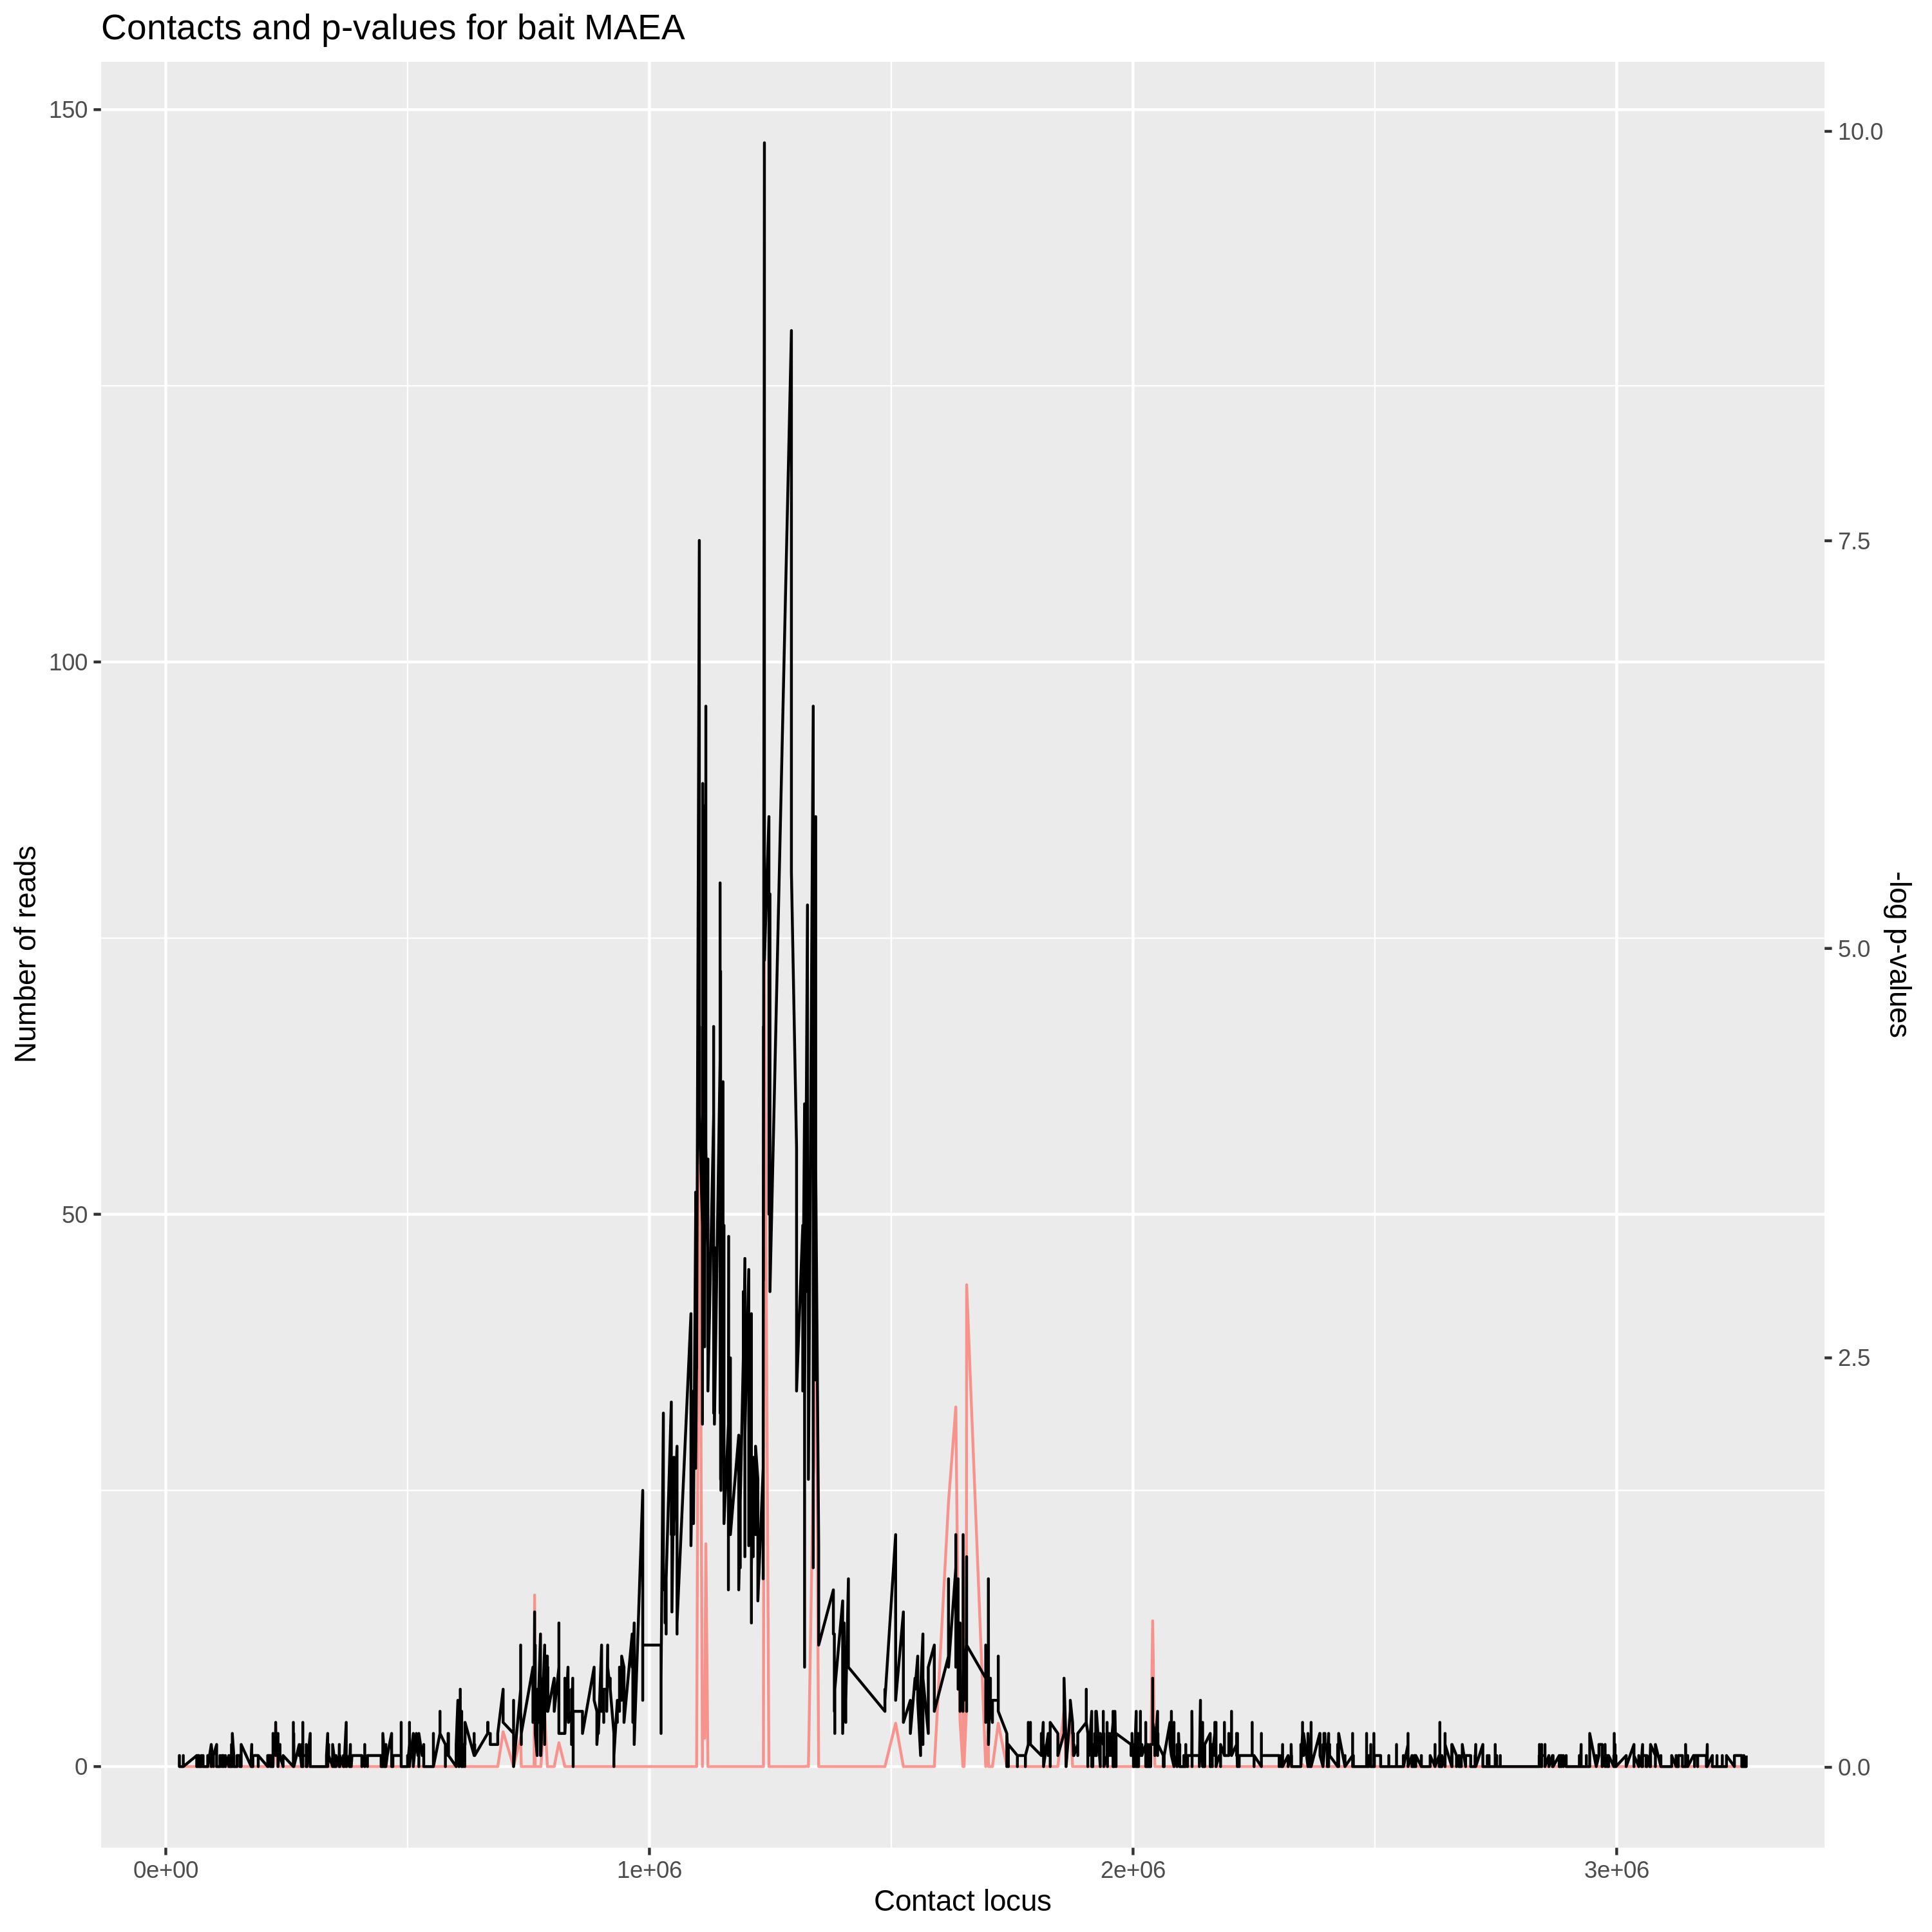 Contacts and p-values for bait MAEA
150
100
50
0
Number of reads
10.0
7.5
5.0
2.5
0.0
-log p-values
0e+00
1e+06
2e+06
3e+06
Contact locus